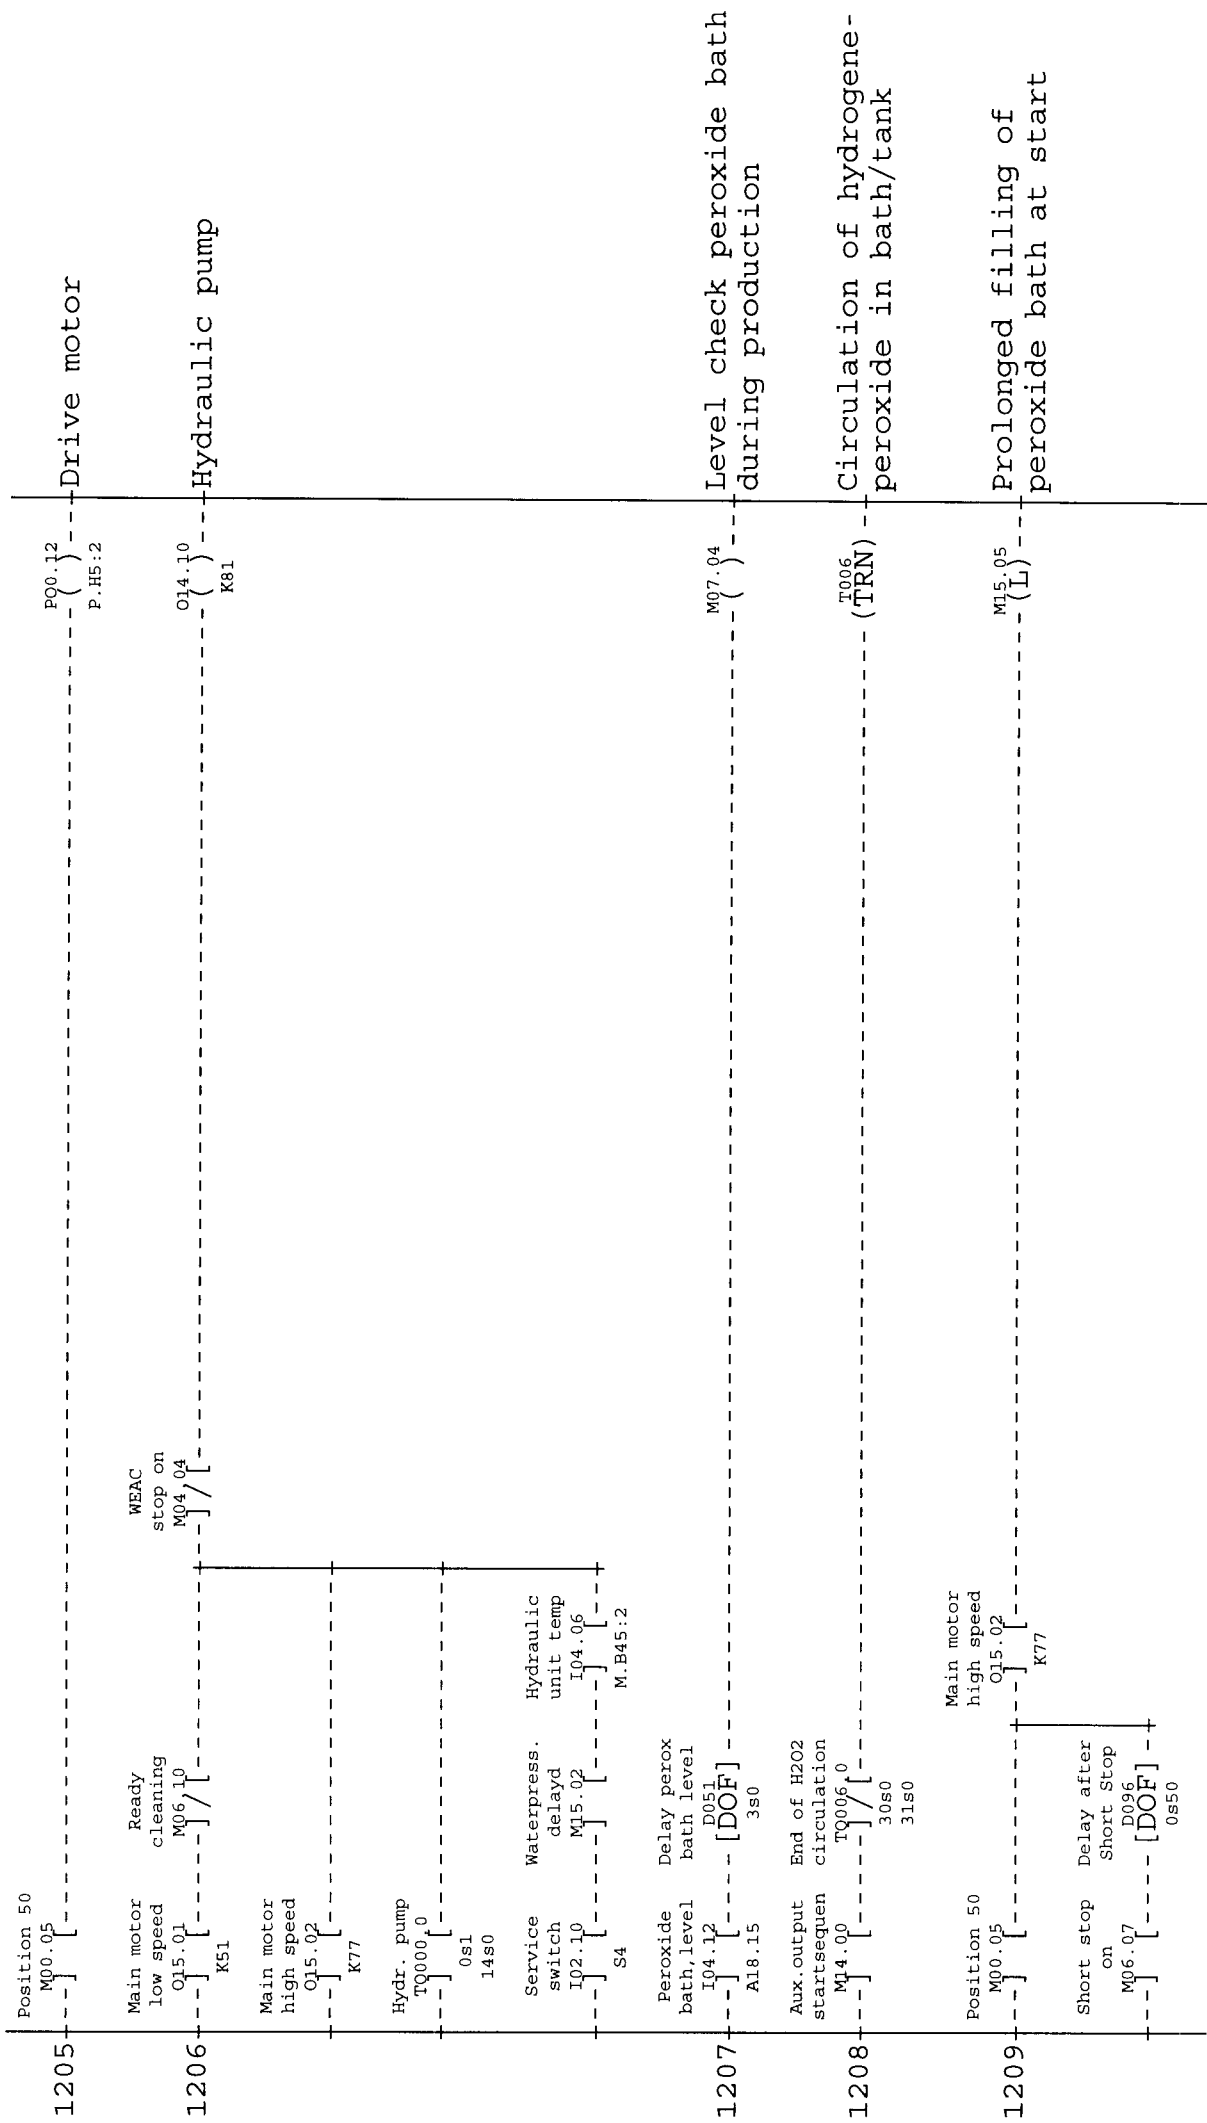 Position 50
M00.05
1205 --] [-- --( )--
P00.12
P.H5:2
Drive motor
Main motor
low speed
O15.01
K51
Ready
cleaning
M06.10
WEAC
stop on
M04.04
1206 --] [-- --]/[-- --]/[-- --( )--
O14.10
K81
Hydraulic pump
Main motor
high speed
O15.02
K77
Hydr. pump
TQ000.0
0s1
14s0
Service
switch
I02.10
S4
Waterpress.
delayd
M15.02
Hydraulic
unit temp
I04.06
M.B45:2
Peroxide
bath,level
I04.12
A18.15
Delay perox
bath level
D051
[DOF]
3s0
1207 --] [-- --( )--
M07.04
Level check peroxide bath
during production
Aux.output
startsequen
M14.00
End of H2O2
circulation
TQ006.0
30s0
31s0
1208 --] [-- --]/[-- --(TRN)--
T006
Circulation of hydrogene-
peroxide in bath/tank
Position 50
M00.05
Main motor
high speed
O15.02
K77
1209 --] [-- --] [-- --(L)--
M15.05
Prolonged filling of
peroxide bath at start
Short stop
on
M06.07
Delay after
Short Stop
D096
[DOF]
0s50